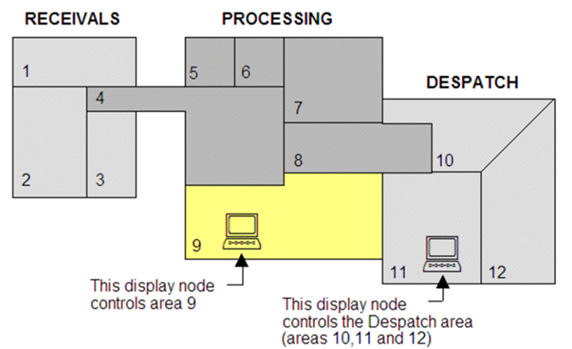 RECEIVALS
PROCESSING
DESPATCH
1
2
3
4
5
6
7
8
9
10
11
12
This display node
controls area 9
This display node
controls the Despatch area
(areas 10,11 and 12)